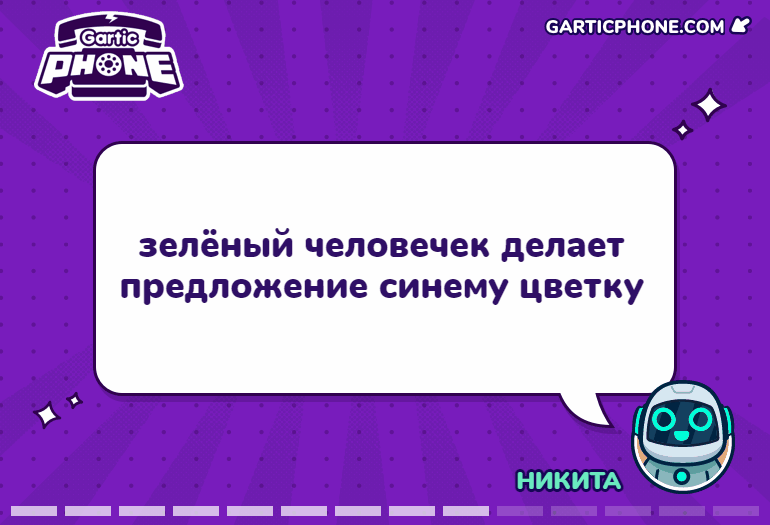 Gartic
PHONE
GARTICPHONE.COM
зелёный человечек делает
предложение синему цветку
НИКИТА